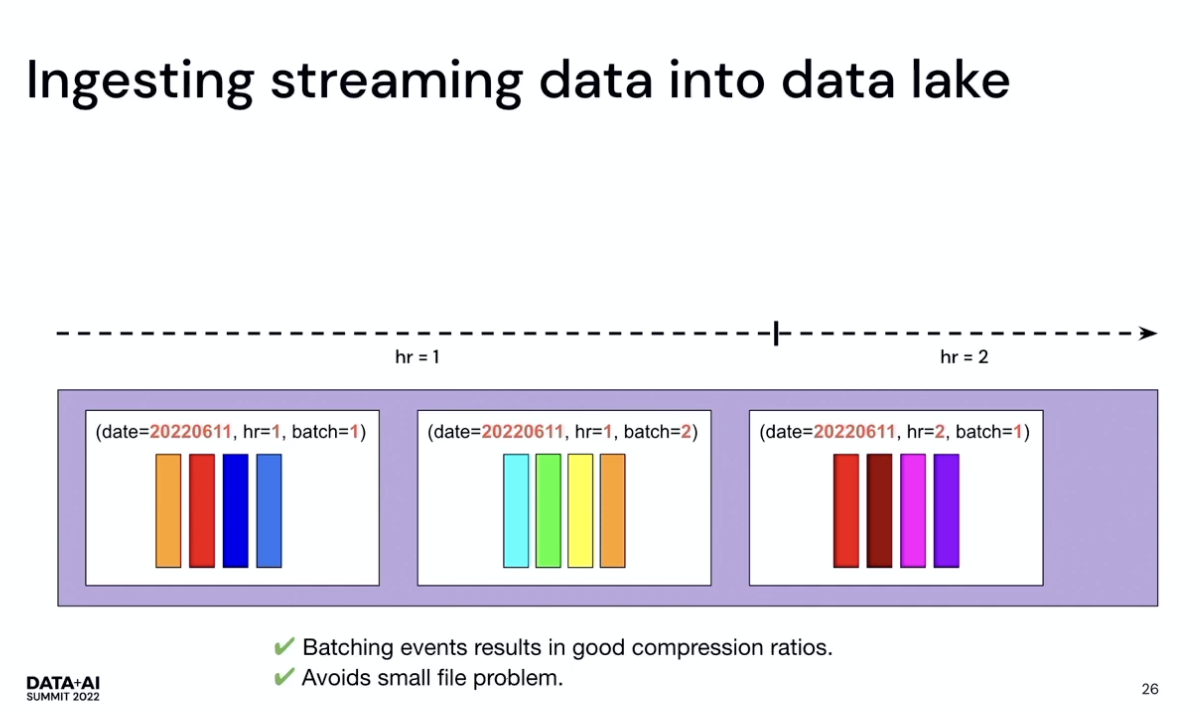 Ingesting streaming data into data lake
hr = 1
hr = 2
(date=20220611, hr=1, batch=1)
(date=20220611, hr=1, batch=2)
(date=20220611, hr=2, batch=1)
✔ Batching events results in good compression ratios.
✔ Avoids small file problem.
DATA+AI
SUMMIT 2022
26